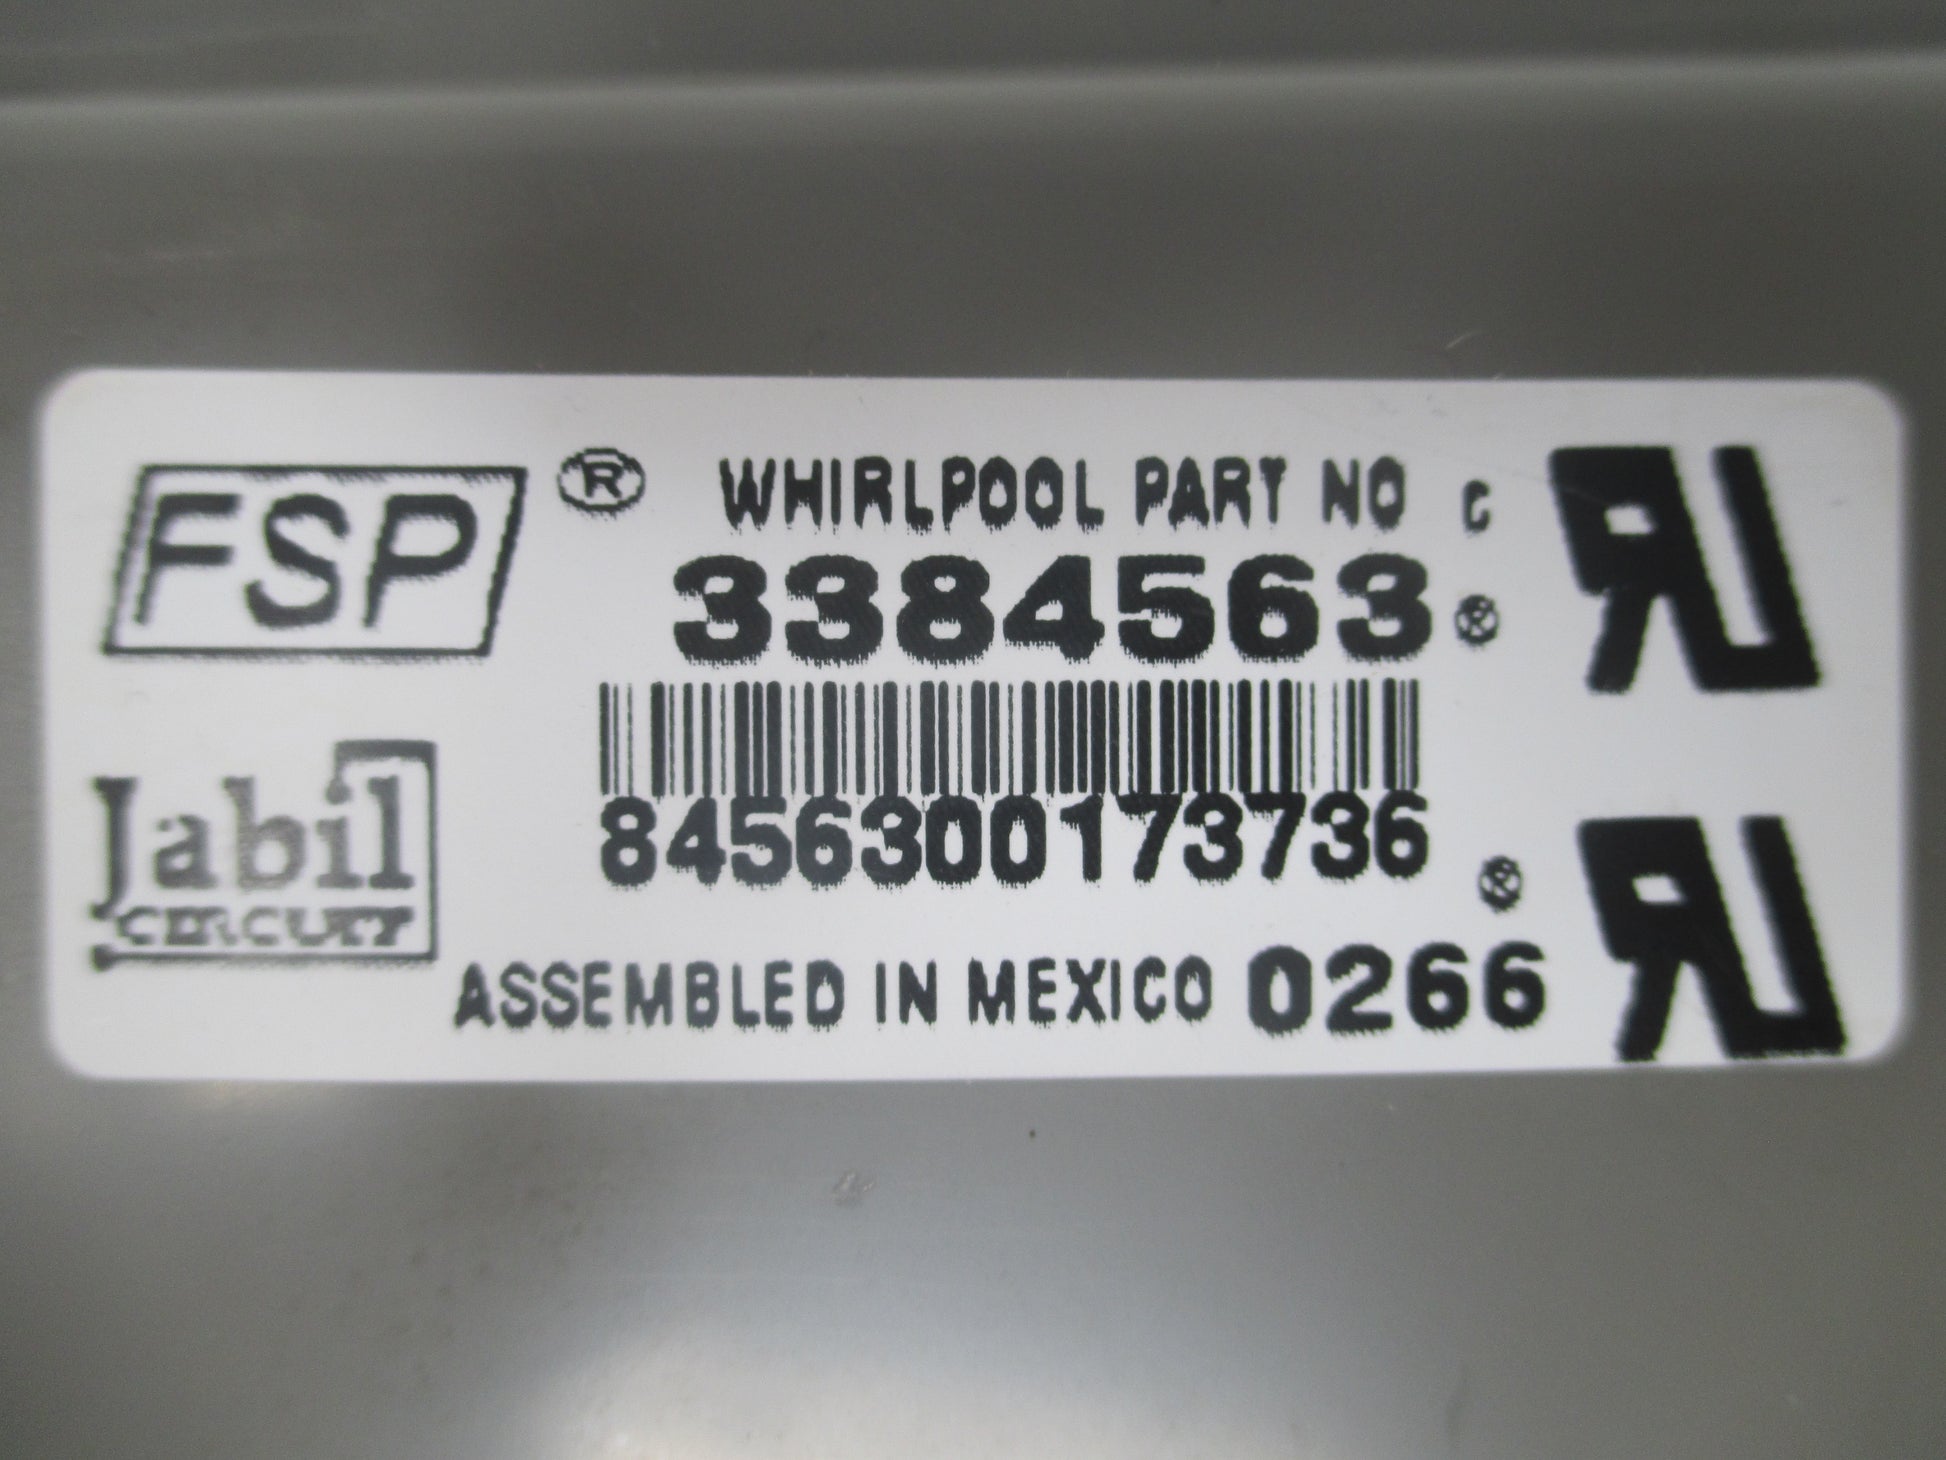 FSP ® WHIRLPOOL PART NO C
3384563 ®
8456300173736
Jabil
CIRCUIT
ASSEMBLED IN MEXICO 0266 ®